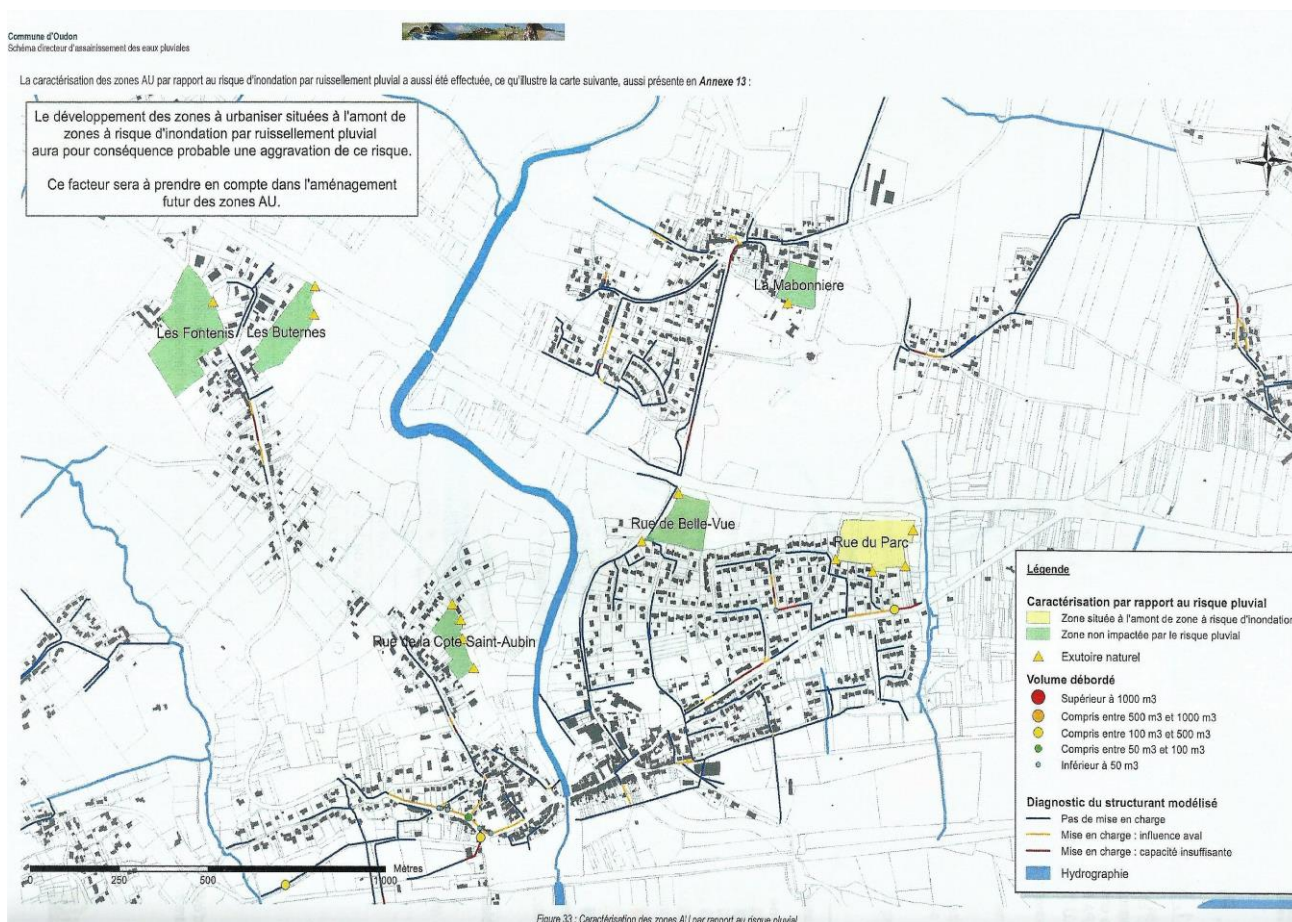 Commune d'Oudon
Schéma directeur d'assainissement des eaux pluviales
La caractérisation des zones AU par rapport au risque d'inondation par ruissellement pluvial a aussi été effectuée, ce qu'illustre la carte suivante, aussi présente en Annexe 13 :
Le développement des zones à urbaniser situées à l'amont de
zones à risque d'inondation par ruissellement pluvial
aura pour conséquence probable une aggravation de ce risque.
Ce facteur sera à prendre en compte dans l'aménagement
futur des zones AU.
La Mabonniere
Les Fontenis
Les Buternes
Rue de Belle-Vue
Rue du Parc
Rue de la Cote Saint-Aubin
Légende
Caractérisation par rapport au risque pluvial
Zone située à l'amont de zone à risque d'inondation
Zone non impactée par le risque pluvial
Exutoire naturel
Volume débordé
Supérieur à 1000 m3
Compris entre 500 m3 et 1000 m3
Compris entre 100 m3 et 500 m3
Compris entre 50 m3 et 100 m3
Inférieur à 50 m3
Diagnostic du structurant modélisé
Pas de mise en charge
Mise en charge : influence aval
Mise en charge : capacité insuffisante
Hydrographie
Mètres
0 250 500 1 000
Figure 33 : Caractérisation des zones AU par rapport au risque pluvial